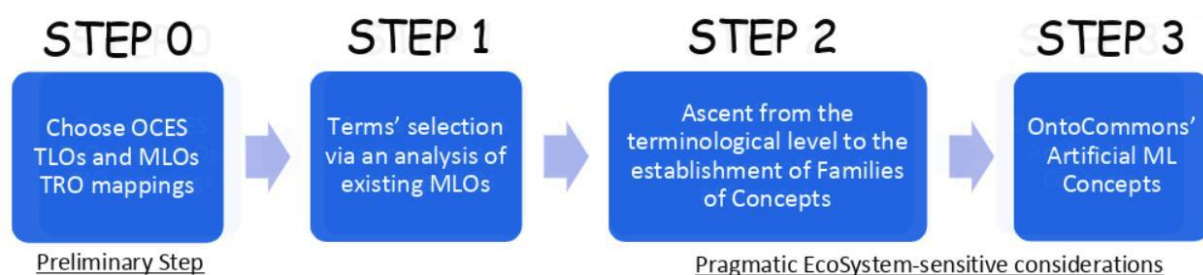 STEP 0
STEP 1
STEP 2
STEP 3
Choose OCES
TLOs and MLOs
TRO mappings
Terms' selection
via an analysis of
existing MLOs
Ascent from the
terminological level to the
establishment of Families
of Concepts
OntoCommons'
Artificial ML
Concepts
Preliminary Step
Pragmatic EcoSystem-sensitive considerations